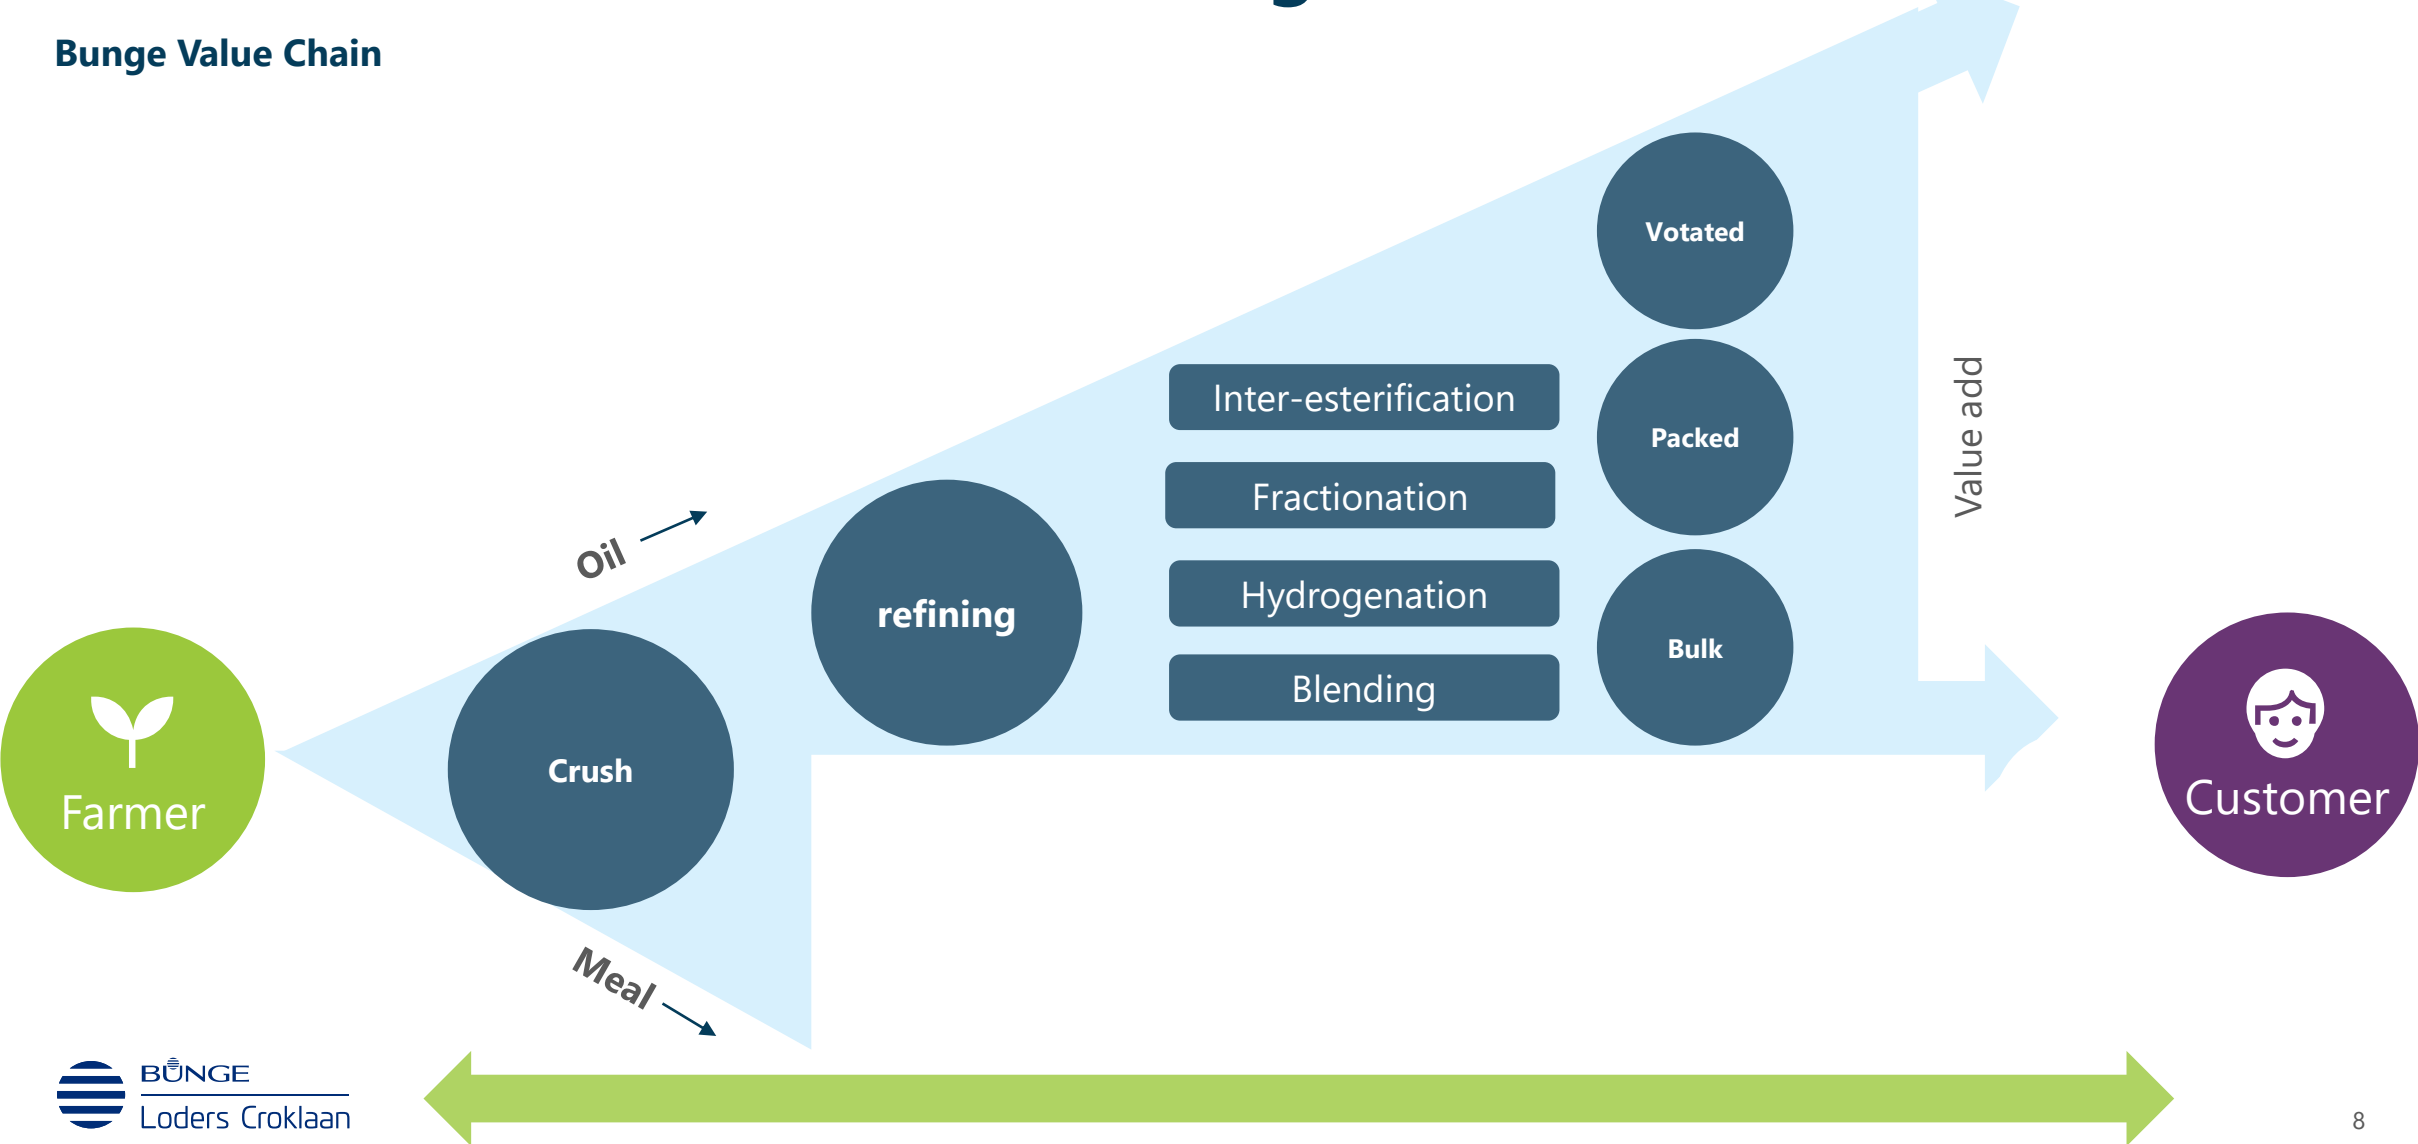 Bunge Value Chain
Votated
Inter-esterification
Packed
Value add
Fractionation
Oil
Hydrogenation
refining
Bulk
Blending
Crush
Farmer
Customer
Meal
BUNGE
Loders Croklaan
8